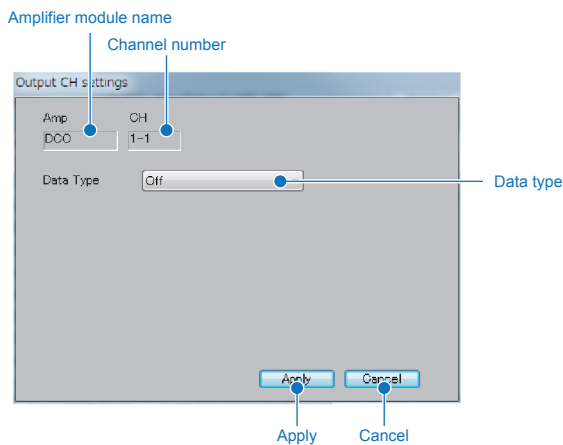 Amplifier module name
Channel number
Output CH settings
Amp CH
DCO 1-1
Data Type Off
Data type
Apply Cancel
Apply Cancel